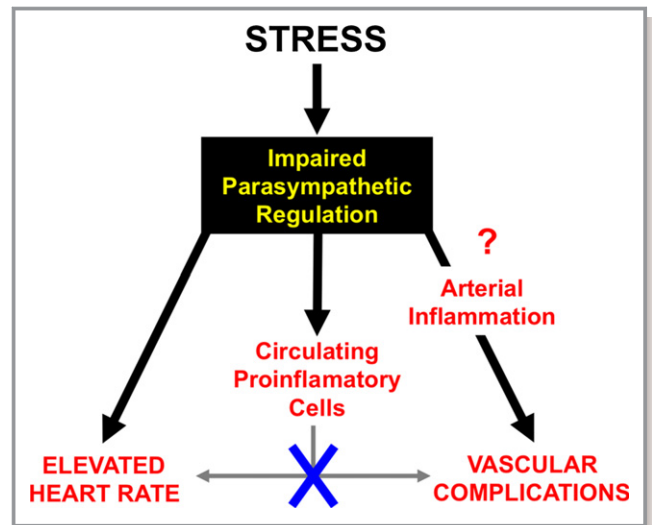 STRESS
Impaired
Parasympathetic
Regulation
?
Arterial
Inflammation
Circulating
Proinflamatory
Cells
ELEVATED
HEART RATE
VASCULAR
COMPLICATIONS